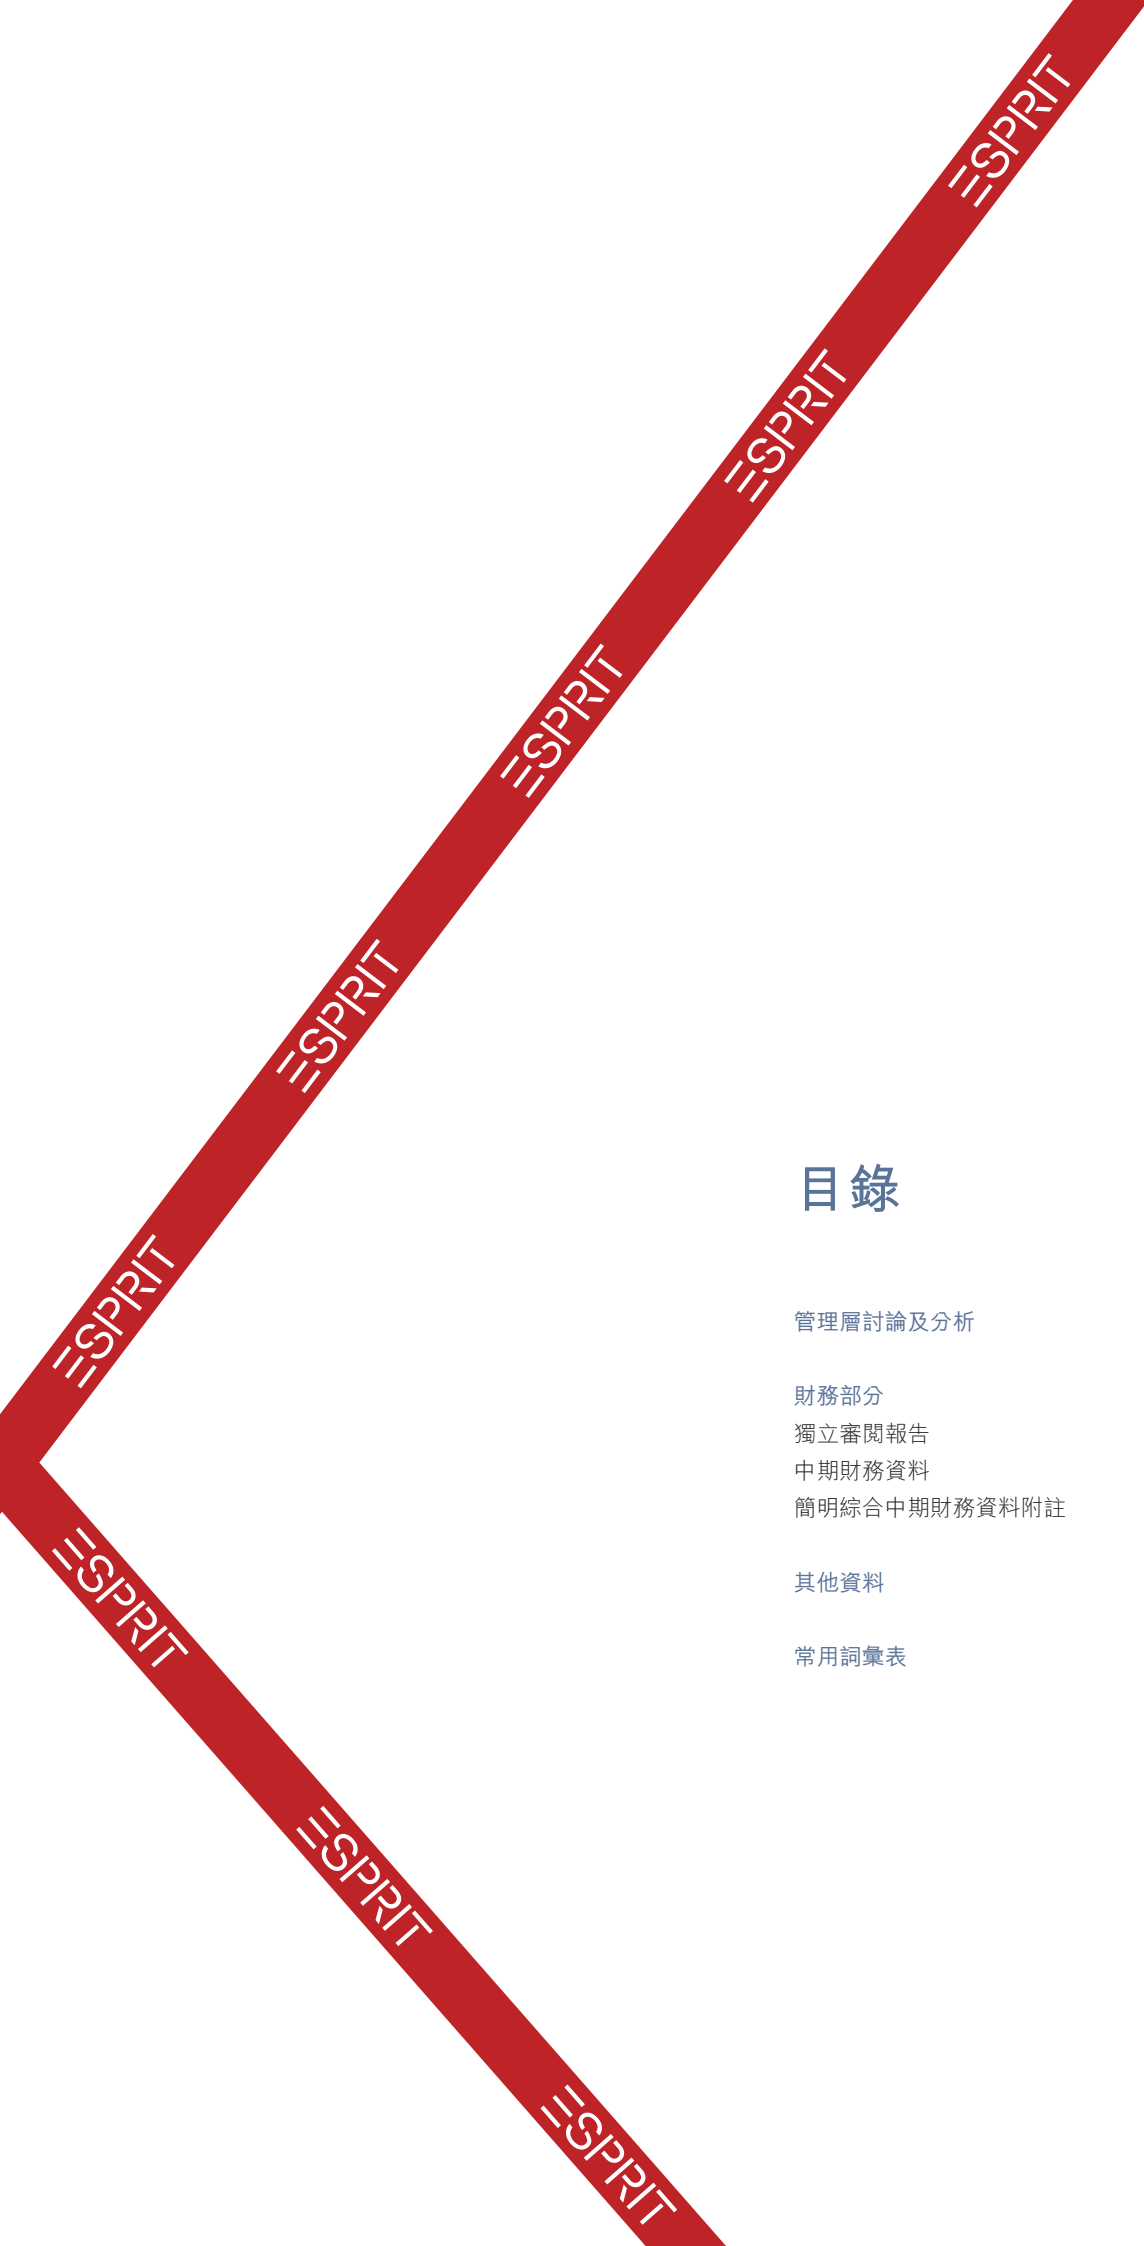 ESPRIT
ESPRIT
ESPRIT
ESPRIT
目錄
ESPRIT
管理層討論及分析
財務部分
獨立審閱報告
中期財務資料
簡明綜合中期財務資料附註
ESPRIT
其他資料
常用詞彙表
ESPRIT
ESPRIT